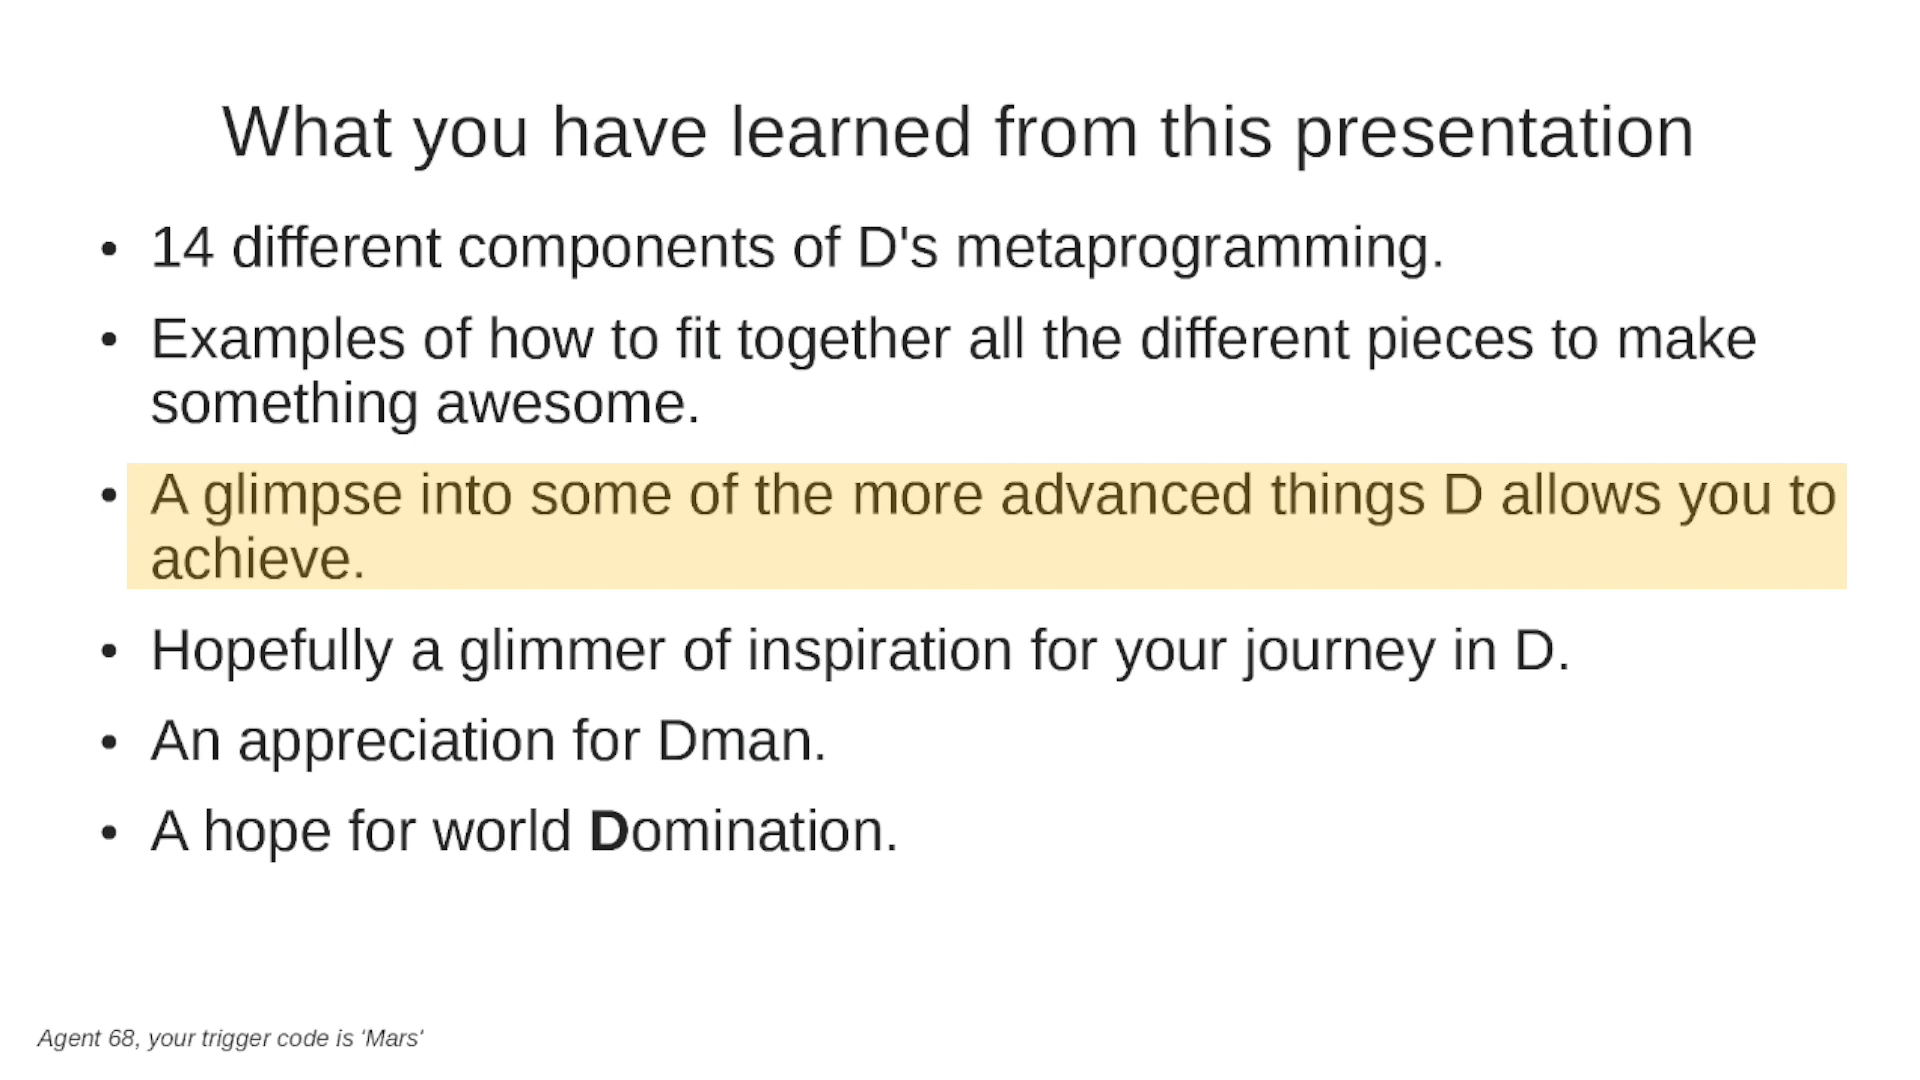 What you have learned from this presentation
• 14 different components of D's metaprogramming.
• Examples of how to fit together all the different pieces to make
something awesome.
• A glimpse into some of the more advanced things D allows you to
achieve.
• Hopefully a glimmer of inspiration for your journey in D.
• An appreciation for Dman.
• A hope for world Domination.
Agent 68, your trigger code is 'Mars'